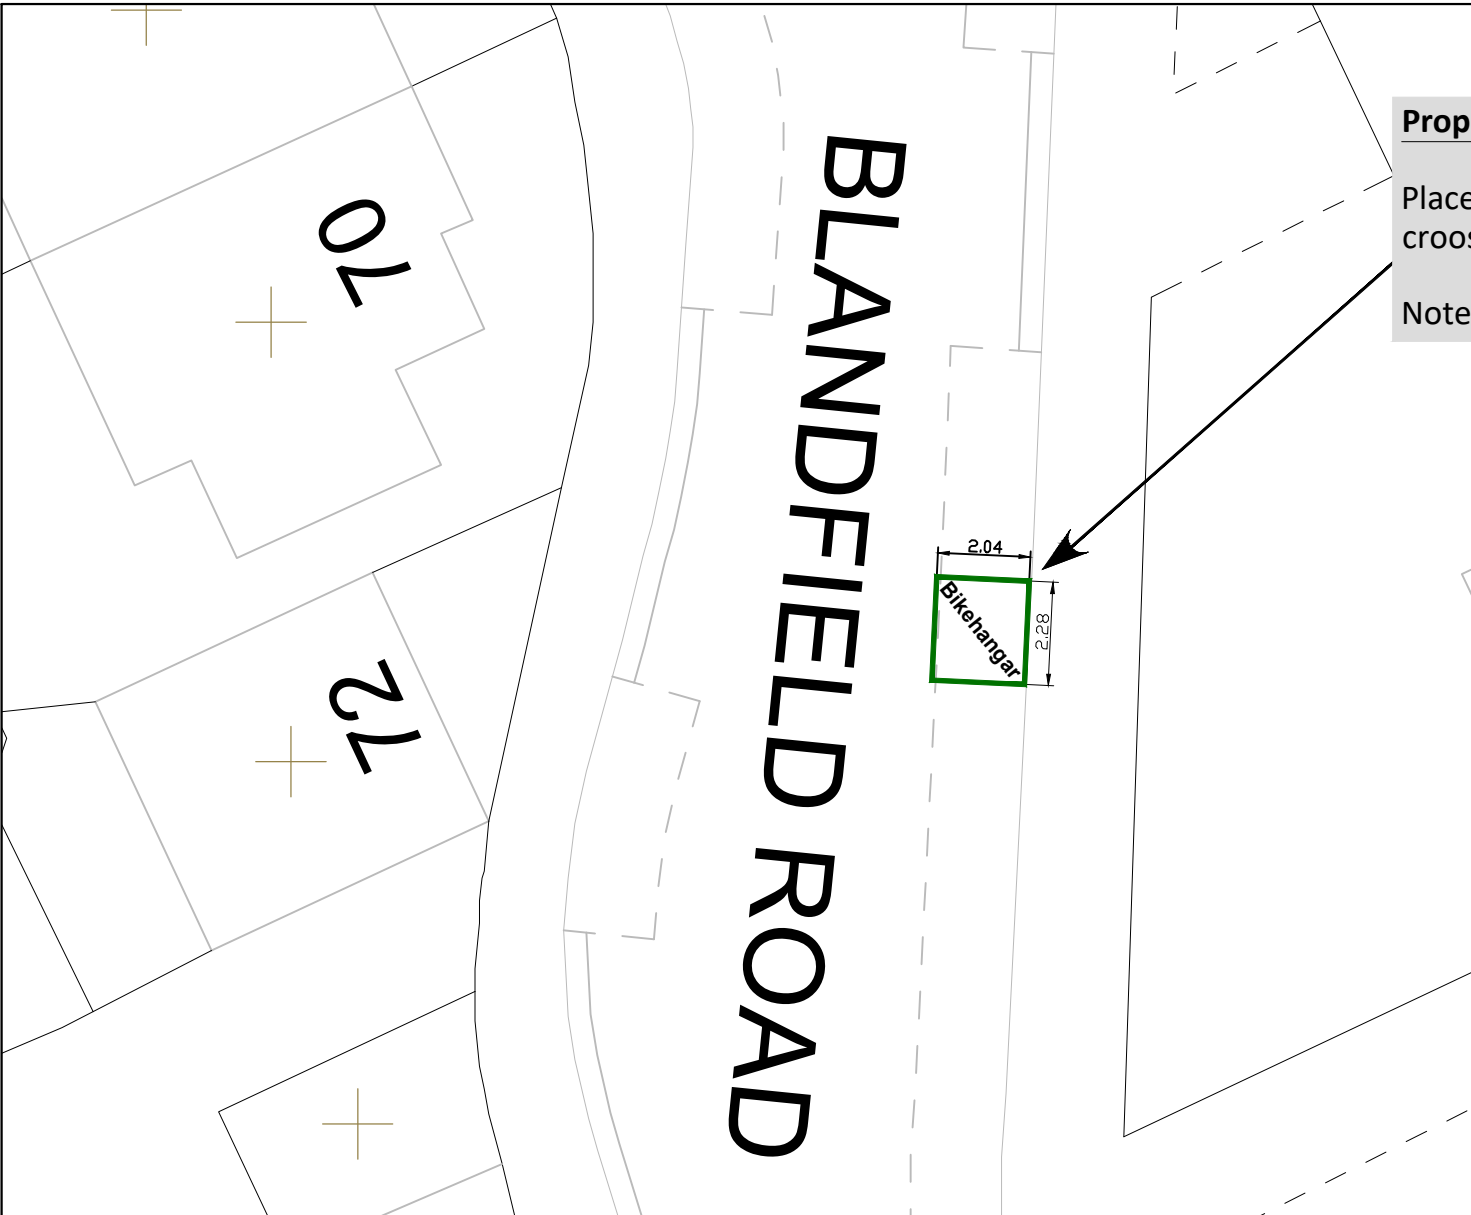 Prop
Place
croos
Note
70
BLANDFIELD ROAD
2.04
Bikehangar
2.28
72